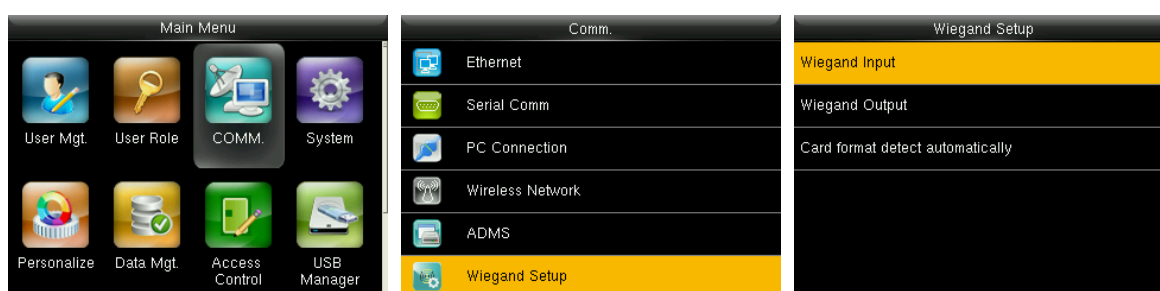 Main Menu
User Mgt.
User Role
COMM.
System
Personalize
Data Mgt.
Access
Control
USB
Manager
Comm.
Ethernet
Serial Comm
PC Connection
Wireless Network
ADMS
Wiegand Setup
Wiegand Setup
Wiegand Input
Wiegand Output
Card format detect automatically